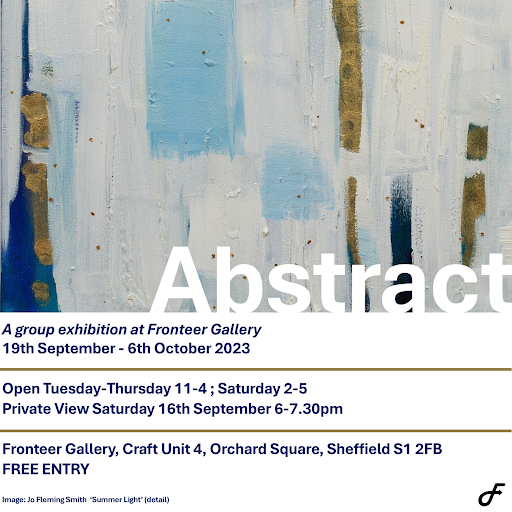 Abstract
A group exhibition at Fronteer Gallery
19th September - 6th October 2023
Open Tuesday-Thursday 11-4 ; Saturday 2-5
Private View Saturday 16th September 6-7.30pm
Fronteer Gallery, Craft Unit 4, Orchard Square, Sheffield S1 2FB
FREE ENTRY
Image: Jo Fleming Smith 'Summer Light' (detail)